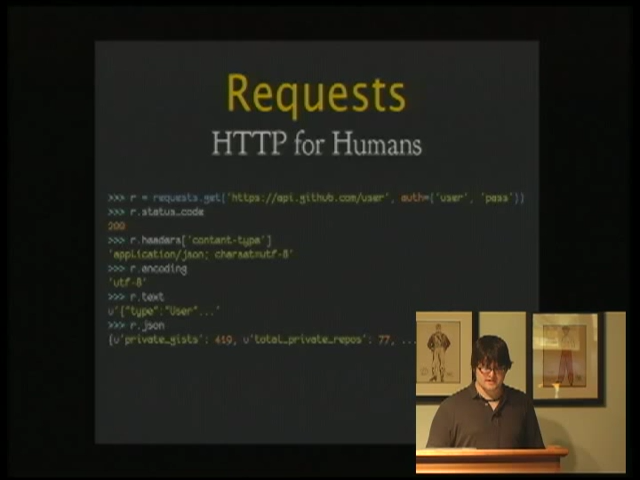 Requests
HTTP for Humans
>>> r = requests.get('https://api.github.com/user', auth=('user', 'pass'))
>>> r.status_code
200
>>> r.headers['content-type']
'application/json; charset=utf-8'
>>> r.encoding
'utf-8'
>>> r.text
u'{"type":"User"...'
>>> r.json
{u'private_gists': 419, u'total_private_repos': 77, ...